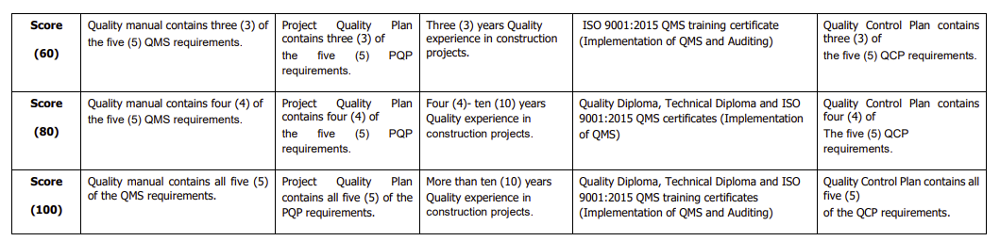 Score
(60)
Quality manual contains three (3) of
the five (5) QMS requirements.
Project Quality Plan
contains three (3) of
the five (5) PQP
requirements.
Three (3) years Quality
experience in construction
projects.
ISO 9001:2015 QMS training certificate
(Implementation of QMS and Auditing)
Quality Control Plan contains
three (3) of
the five (5) QCP requirements.
Score
(80)
Quality manual contains four (4) of
the five (5) QMS requirements.
Project Quality Plan
contains four (4) of
the five (5) PQP
requirements.
Four (4)- ten (10) years
Quality experience in
construction projects.
Quality Diploma, Technical Diploma and ISO
9001:2015 QMS certificates (Implementation
of QMS)
Quality Control Plan contains
four (4) of
The five (5) QCP
requirements.
Score
(100)
Quality manual contains all five (5)
of the QMS requirements.
Project Quality Plan
contains all five (5) of the
PQP requirements.
More than ten (10) years
Quality experience in
construction projects.
Quality Diploma, Technical Diploma and ISO
9001:2015 QMS training certificates
(Implementation of QMS and Auditing)
Quality Control Plan contains all
five (5)
of the QCP requirements.